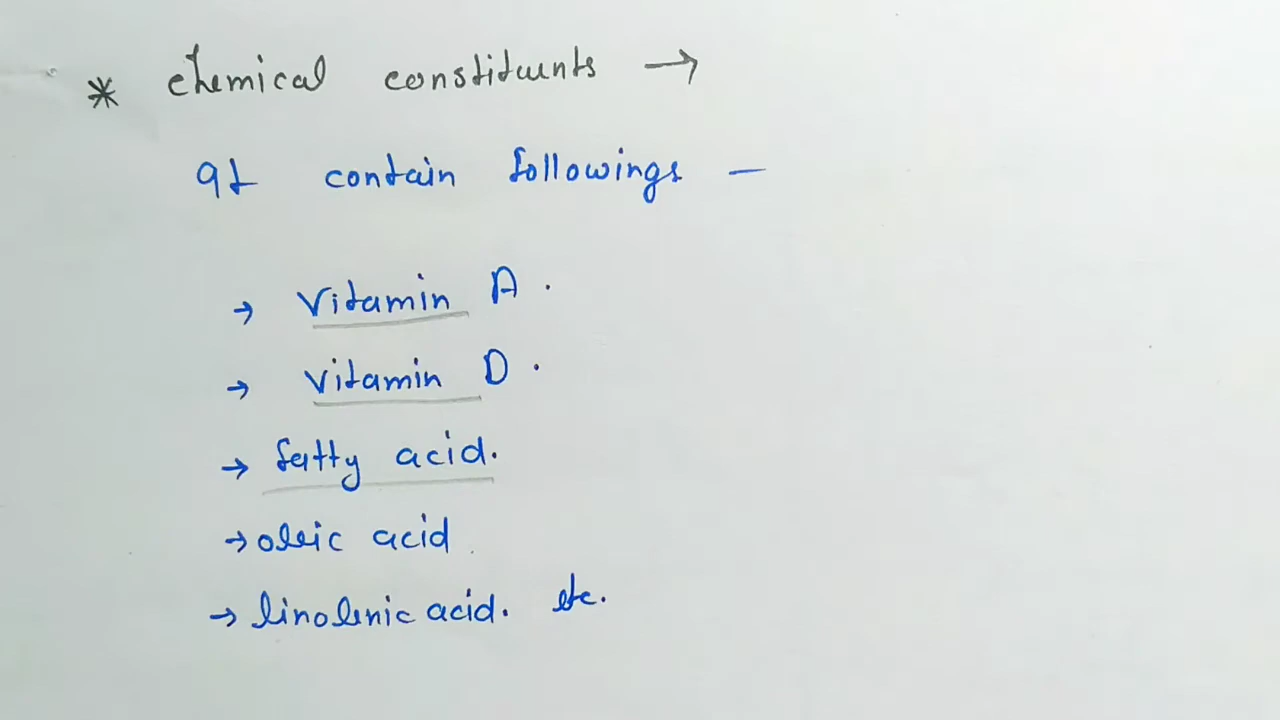 * chemical constituents →
It contain followings —
→ Vitamin A.
→ Vitamin D.
→ fatty acid.
→ oleic acid
→ linolenic acid. etc.